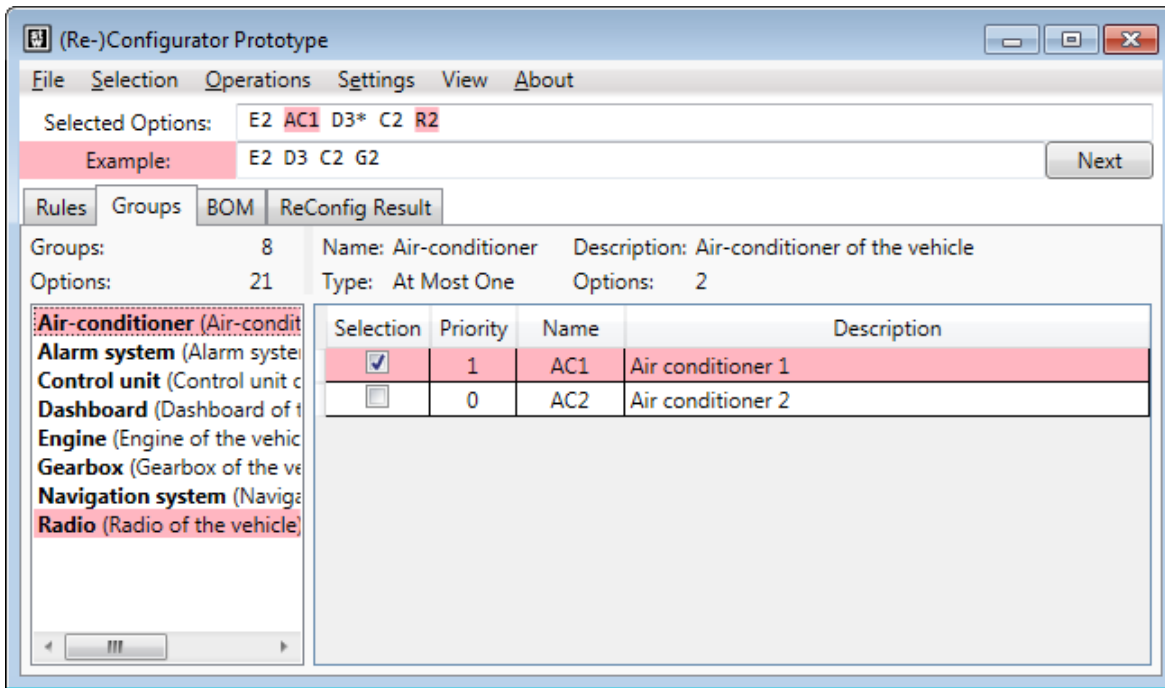 (Re-)Configurator Prototype
File Selection Operations Settings View About
Selected Options: E2 AC1 D3* C2 R2
Example: E2 D3 C2 G2 Next
Rules Groups BOM ReConfig Result
Groups: 8 Name: Air-conditioner Description: Air-conditioner of the vehicle
Options: 21 Type: At Most One Options: 2
Air-conditioner (Air-condit
Alarm system (Alarm syster
Control unit (Control unit c
Dashboard (Dashboard of t
Engine (Engine of the vehic
Gearbox (Gearbox of the ve
Navigation system (Naviga
Radio (Radio of the vehicle)
Selection Priority Name Description
1 AC1 Air conditioner 1
0 AC2 Air conditioner 2